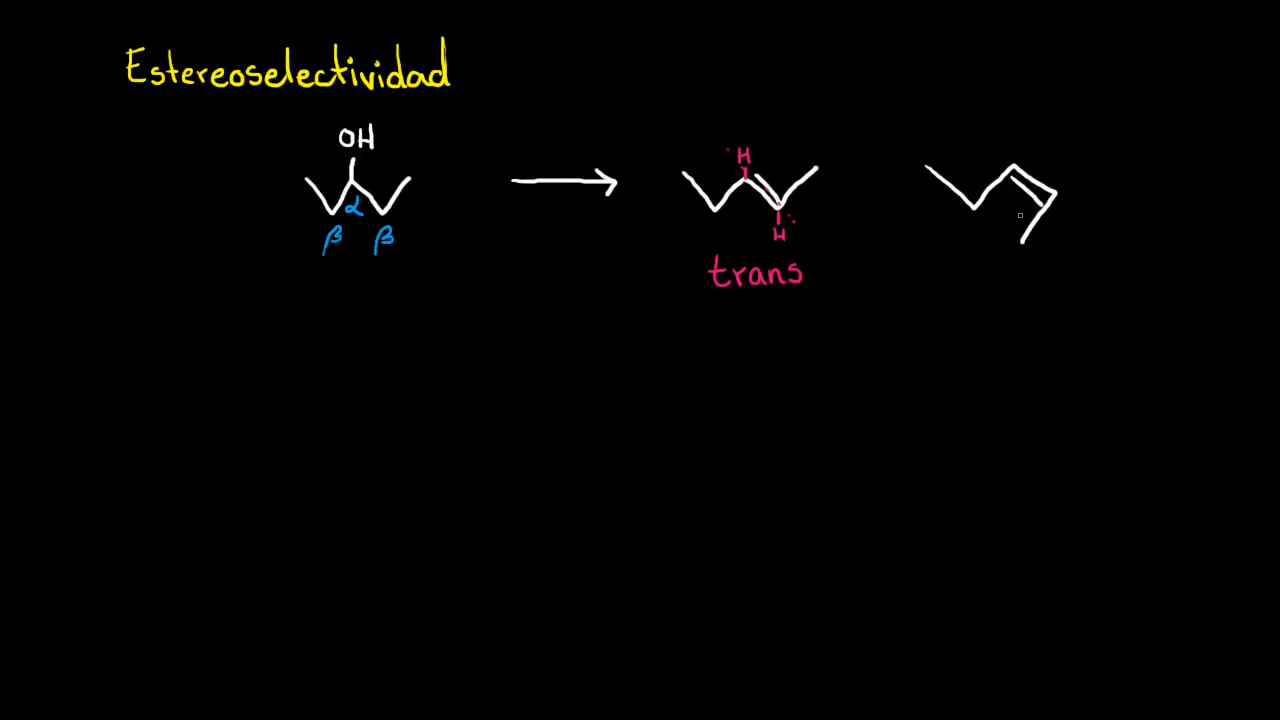 Estereoselectividad
OH
α
β β
H
H
trans